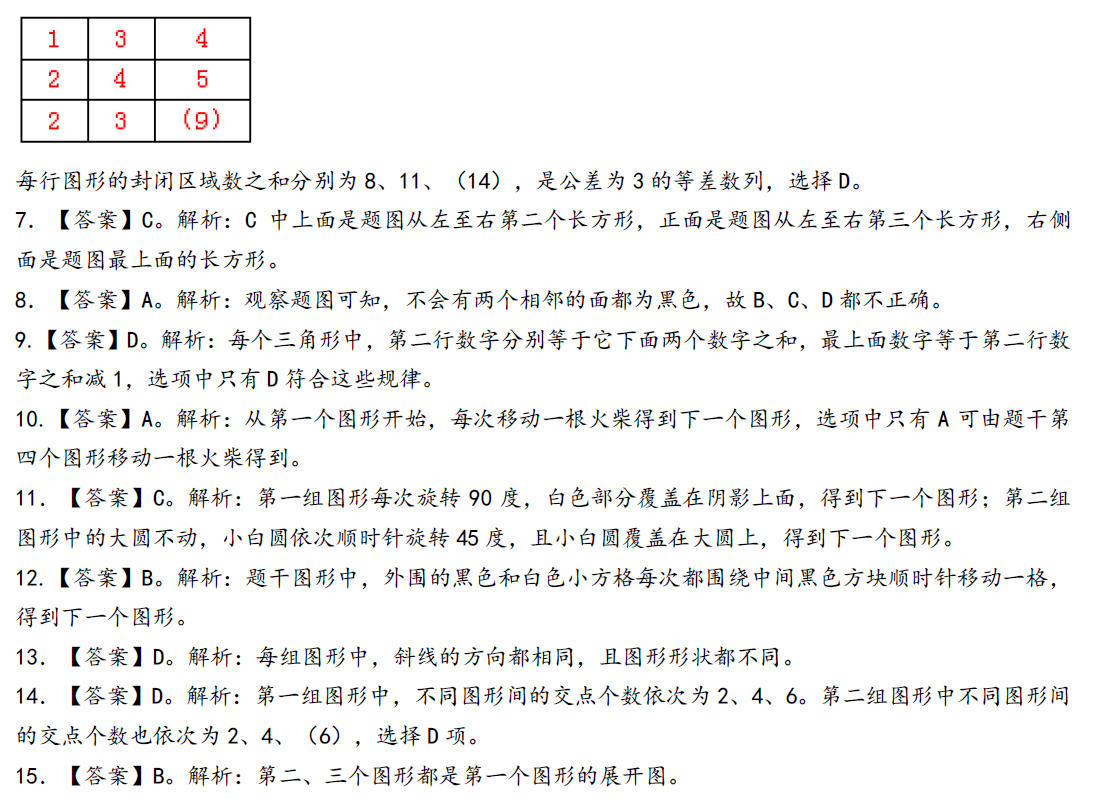 1 3 4
2 4 5
2 3 (9)
每行图形的封闭区域数之和分别为 8、11、（14），是公差为 3 的等差数列，选择 D。
7. 【答案】C。解析：C 中上面是题图从左至右第二个长方形，正面是题图从左至右第三个长方形，右侧
面是题图最上面的长方形。
8. 【答案】A。解析：观察题图可知，不会有两个相邻的面都为黑色，故 B、C、D 都不正确。
9.【答案】D。解析：每个三角形中，第二行数字分别等于它下面两个数字之和，最上面数字等于第二行数
字之和减 1，选项中只有 D 符合这些规律。
10.【答案】A。解析：从第一个图形开始，每次移动一根火柴得到下一个图形，选项中只有 A 可由题干第
四个图形移动一根火柴得到。
11. 【答案】C。解析：第一组图形每次旋转 90 度，白色部分覆盖在阴影上面，得到下一个图形；第二组
图形中的大圆不动，小白圆依次顺时针旋转 45 度，且小白圆覆盖在大圆上，得到下一个图形。
12.【答案】B。解析：题干图形中，外围的黑色和白色小方格每次都围绕中间黑色方块顺时针移动一格，
得到下一个图形。
13. 【答案】D。解析：每组图形中，斜线的方向都相同，且图形形状都不同。
14. 【答案】D。解析：第一组图形中，不同图形间的交点个数依次为 2、4、6。第二组图形中不同图形间
的交点个数也依次为 2、4、（6），选择 D 项。
15. 【答案】B。解析：第二、三个图形都是第一个图形的展开图。